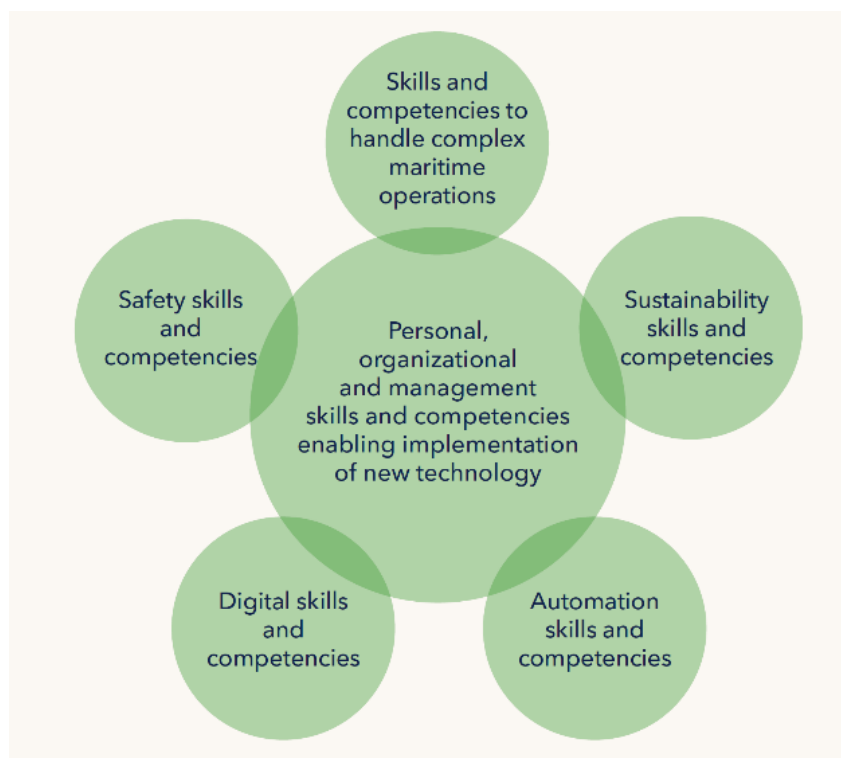 Skills and
competencies to
handle complex
maritime
operations
Safety skills
and
competencies
Sustainability
skills and
competencies
Personal,
organizational
and management
skills and competencies
enabling implementation
of new technology
Digital skills
and
competencies
Automation
skills and
competencies